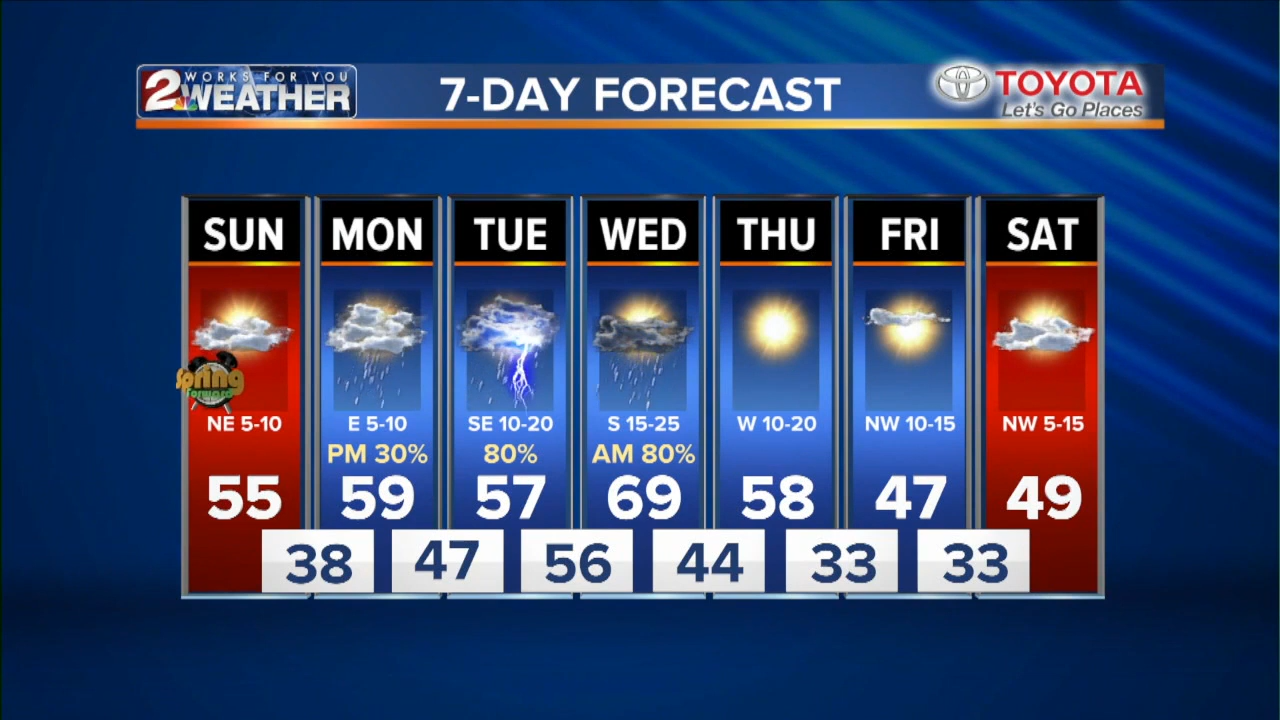 2 WORKS FOR YOU
WEATHER
7-DAY FORECAST
TOYOTA
Let's Go Places
SUN MON TUE WED THU FRI SAT
Spring
Forward
NE 5-10 E 5-10 SE 10-20 S 15-25 W 10-20 NW 10-15 NW 5-15
PM 30% 80% AM 80%
55 59 57 69 58 47 49
38 47 56 44 33 33